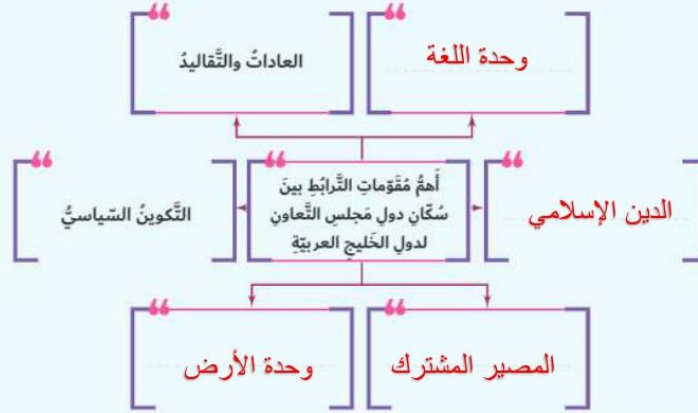 وحدة اللغة
العاداتُ والتَّقاليدُ
الدين الإسلامي
أَهمُّ مُقَوّماتِ التَّرابُطِ بينَ
سُكّانِ دولِ مَجلسِ التَّعاونِ
لدولِ الخَليجِ العربيّةِ
التَّكوينُ السّياسيُّ
المصير المشترك
وحدة الأرض